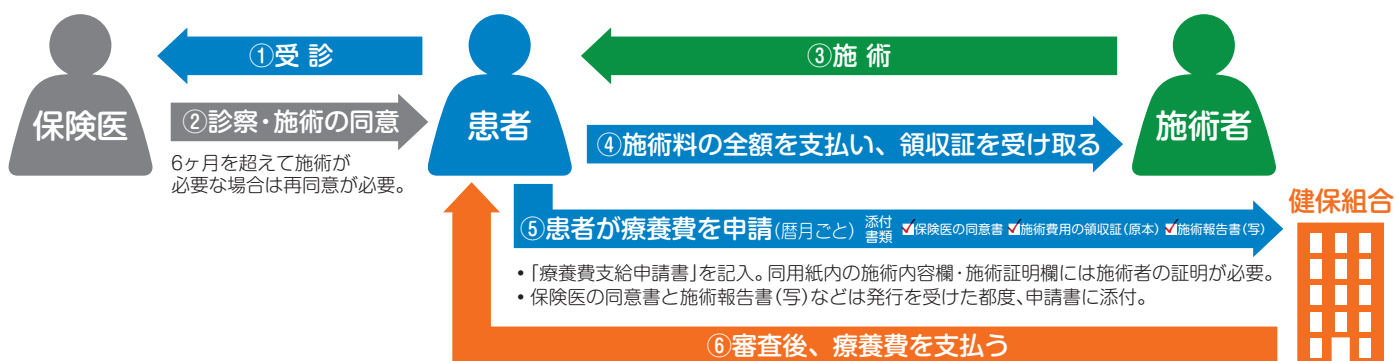 ①受 診
③施 術
保険医
②診察・施術の同意
患者
施術者
④施術料の全額を支払い、領収証を受け取る
6ヶ月を超えて施術が
必要な場合は再同意が必要。
健保組合
⑤患者が療養費を申請(暦月ごと) 添付書類 保険医の同意書 施術費用の領収証(原本) 施術報告書(写)
• 「療養費支給申請書」を記入。同用紙内の施術内容欄・施術証明欄には施術者の証明が必要。
• 保険医の同意書と施術報告書(写)などは発行を受けた都度、申請書に添付。
⑥審査後、療養費を支払う